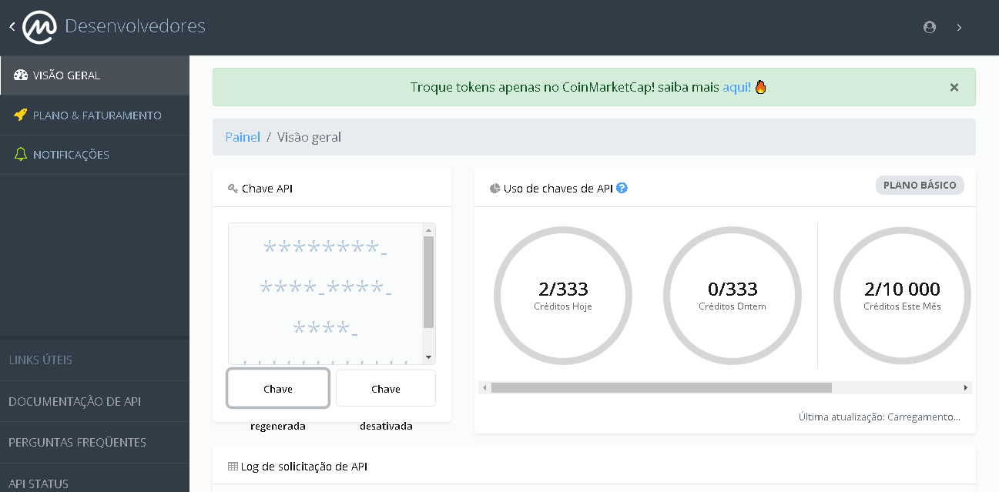 Desenvolvedores
VISÃO GERAL
PLANO & FATURAMENTO
NOTIFICAÇÕES
LINKS ÚTEIS
DOCUMENTAÇÃO DE API
PERGUNTAS FREQÜENTES
API STATUS
Troque tokens apenas no CoinMarketCap! saiba mais aqui! 🔥 ×
Painel / Visão geral
Chave API
********-
****-****-
****-
Chave
regenerada
Chave
desativada
Uso de chaves de API ?
PLANO BÁSICO
2/333
Créditos Hoje
0/333
Créditos Ontem
2/10 000
Créditos Este Mês
Última atualização: Carregamento...
Log de solicitação de API